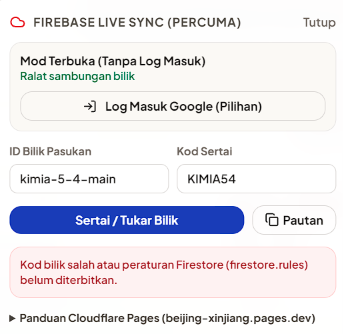 FIREBASE LIVE SYNC (PERCUMA) Tutup
Mod Terbuka (Tanpa Log Masuk)
Ralat sambungan bilik
Log Masuk Google (Pilihan)
ID Bilik Pasukan Kod Sertai
kimia-5-4-main KIMIA54
Sertai / Tukar Bilik Pautan
Kod bilik salah atau peraturan Firestore (firestore.rules)
belum diterbitkan.
Panduan Cloudflare Pages (beijing-xinjiang.pages.dev)